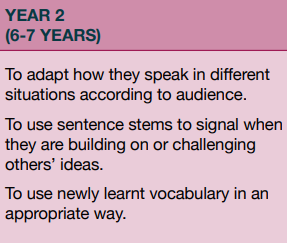 YEAR 2
(6-7 YEARS)
To adapt how they speak in different
situations according to audience.
To use sentence stems to signal when
they are building on or challenging
others’ ideas.
To use newly learnt vocabulary in an
appropriate way.